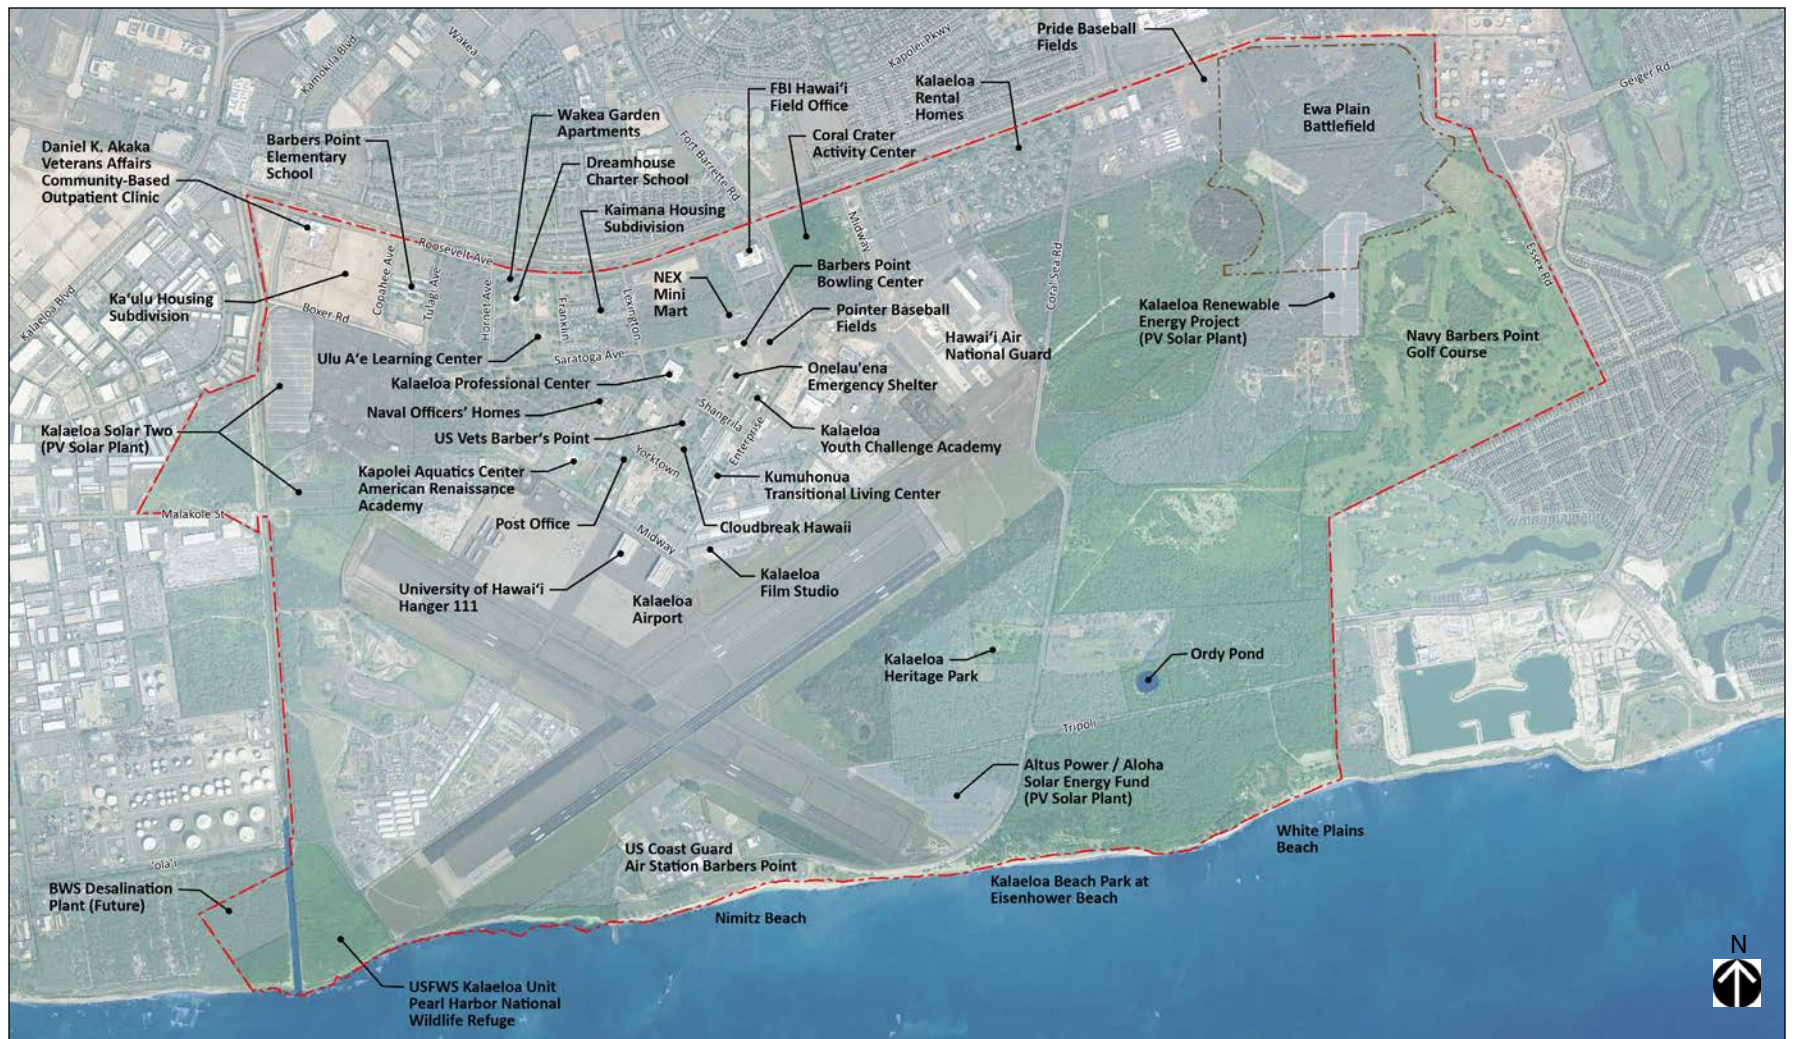 Pride Baseball
Fields
Kapolei Pkwy
Wakea
Kamokila Blvd
Geiger Rd
FBI Hawaiʻi
Field Office
Kalaeloa
Rental
Homes
Ewa Plain
Battlefield
Wakea Garden
Apartments
Coral Crater
Activity Center
Barbers Point
Elementary
School
Fort Barrette Rd
Daniel K. Akaka
Veterans Affairs
Community-Based
Outpatient Clinic
Dreamhouse
Charter School
Kaimana Housing
Subdivision
Midway
Roosevelt Ave
Essex Rd
Coral Sea Rd
Copahee Ave
Tulagi Ave
Hornet Ave
Franklin
Lexington
NEX
Mini
Mart
Barbers Point
Bowling Center
Kaʻulu Housing
Subdivision
Kalaeloa Blvd
Boxer Rd
Pointer Baseball
Fields
Kalaeloa Renewable
Energy Project
(PV Solar Plant)
Hawaiʻi Air
National Guard
Navy Barbers Point
Golf Course
Ulu Aʻe Learning Center
Saratoga Ave
Kalaeloa Professional Center
Onelau'ena
Emergency Shelter
Naval Officers’ Homes
Shangrila
Enterprise
US Vets Barber’s Point
Kalaeloa
Youth Challenge Academy
Kalaeloa Solar Two
(PV Solar Plant)
Kapolei Aquatics Center
American Renaissance
Academy
Yorktown
Kumuhonua
Transitional Living Center
Malakole St
Post Office
Cloudbreak Hawaii
Midway
University of Hawaiʻi
Hanger 111
Kalaeloa
Film Studio
Kalaeloa
Airport
Kalaeloa
Heritage Park
Ordy Pond
Tripoli
Altus Power / Aloha
Solar Energy Fund
(PV Solar Plant)
White Plains
Beach
US Coast Guard
Air Station Barbers Point
ʻolaʻi
BWS Desalination
Plant (Future)
Kalaeloa Beach Park at
Eisenhower Beach
Nimitz Beach
N
USFWS Kalaeloa Unit
Pearl Harbor National
Wildlife Refuge